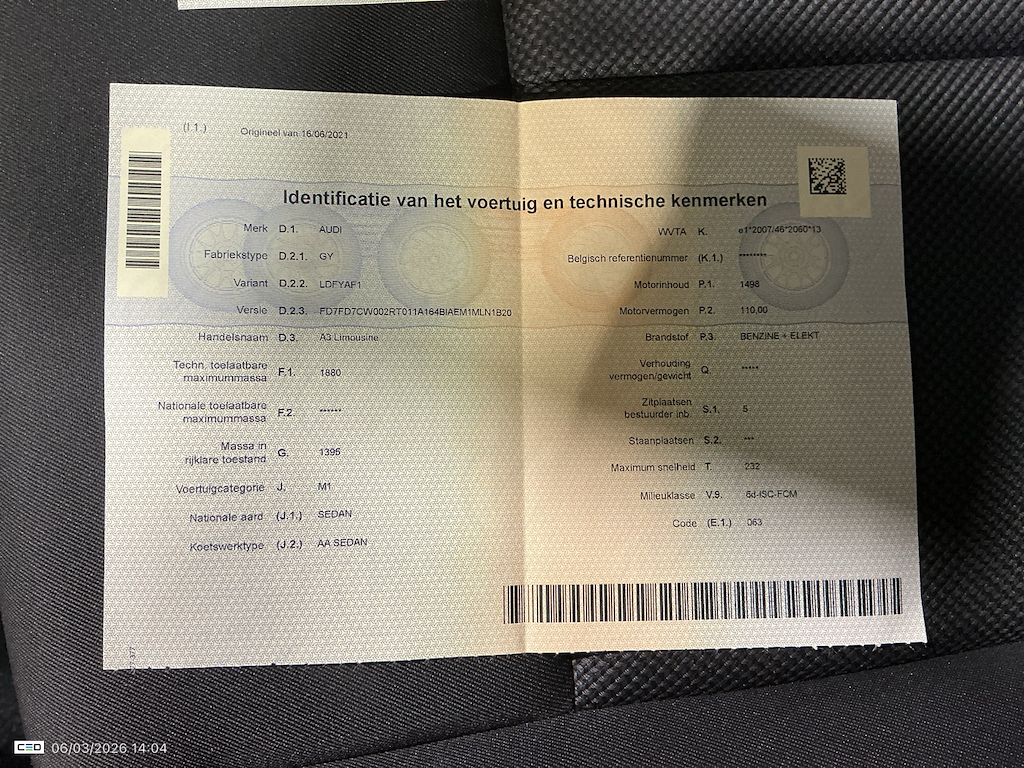 (I.1.) Origineel van 16/06/2021
Identificatie van het voertuig en technische kenmerken
Merk D.1. AUDI
Fabriekstype D.2.1. GY
Variant D.2.2. LDFYAF1
Versie D.2.3. FD7FD7CW002RT011A164BIAEM1MLN1B20
Handelsnaam D.3. A3 Limousine
Techn. toelaatbare
maximummassa F.1. 1880
Nationale toelaatbare
maximummassa F.2. ******
Massa in
rijklare toestand G. 1395
Voertuigcategorie J. M1
Nationale aard (J.1.) SEDAN
Koetswerktype (J.2.) AA SEDAN
WVTA K. e1*2007/46*2060*13
Belgisch referentienummer (K.1.) ********
Motorinhoud P.1. 1498
Motorvermogen P.2. 110,00
Brandstof P.3. BENZINE + ELEKT
Verhouding
vermogen/gewicht Q. *****
Zitplaatsen
bestuurder inb. S.1. 5
Staanplaatsen S.2. ***
Maximum snelheid T. 232
Milieuklasse V.9. 6d-ISC-FCM
Code (E.1.) 063
CEO 06/03/2026 14:04